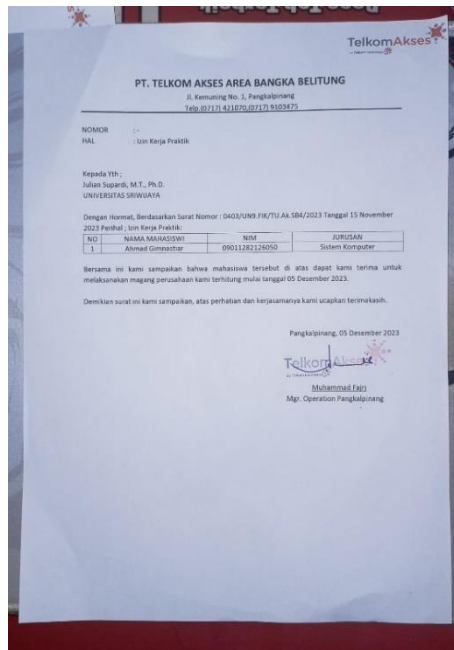 TelkomAkses
PT. TELKOM AKSES AREA BANGKA BELITUNG
Jl. Kemuning No. 1, Pangkalpinang
Telp.(0717) 421070,(0717) 9103475
NOMOR : -
HAL : Izin Kerja Praktik
Kepada Yth ;
Julian Supardi, M.T., Ph.D.
UNIVERSITAS SRIWIJAYA
Dengan Hormat, Berdasarkan Surat Nomor : 0403/UN9.FIK/TU.Ak.SB4/2023 Tanggal 15 November
2023 Perihal ; Izin Kerja Praktik:
NO NAMA MAHASISWI NIM JURUSAN
1 Ahmad Gimnastiar 09011282126050 Sistem Komputer
Bersama ini kami sampaikan bahwa mahasiswa tersebut di atas dapat kami terima untuk
melaksanakan magang perusahaan kami terhitung mulai tanggal 05 Desember 2023.
Demikian surat ini kami sampaikan, atas perhatian dan kerjasamanya kami ucapkan terimakasih.
Pangkalpinang, 05 Desember 2023
TelkomAkses
Muhammad Fajri
Mgr. Operation Pangkalpinang